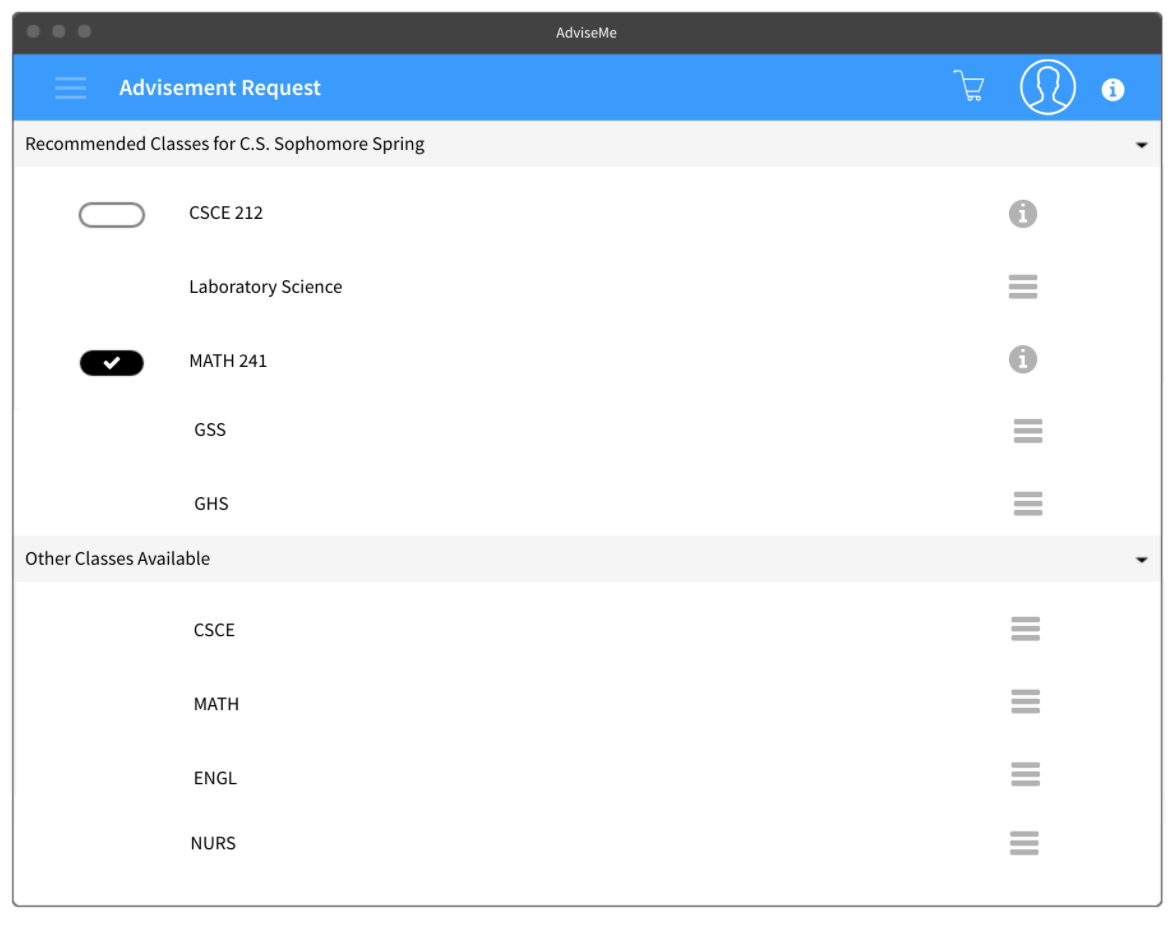 AdviseMe
Advisement Request
Recommended Classes for C.S. Sophomore Spring
CSCE 212
Laboratory Science
MATH 241
GSS
GHS
Other Classes Available
CSCE
MATH
ENGL
NURS